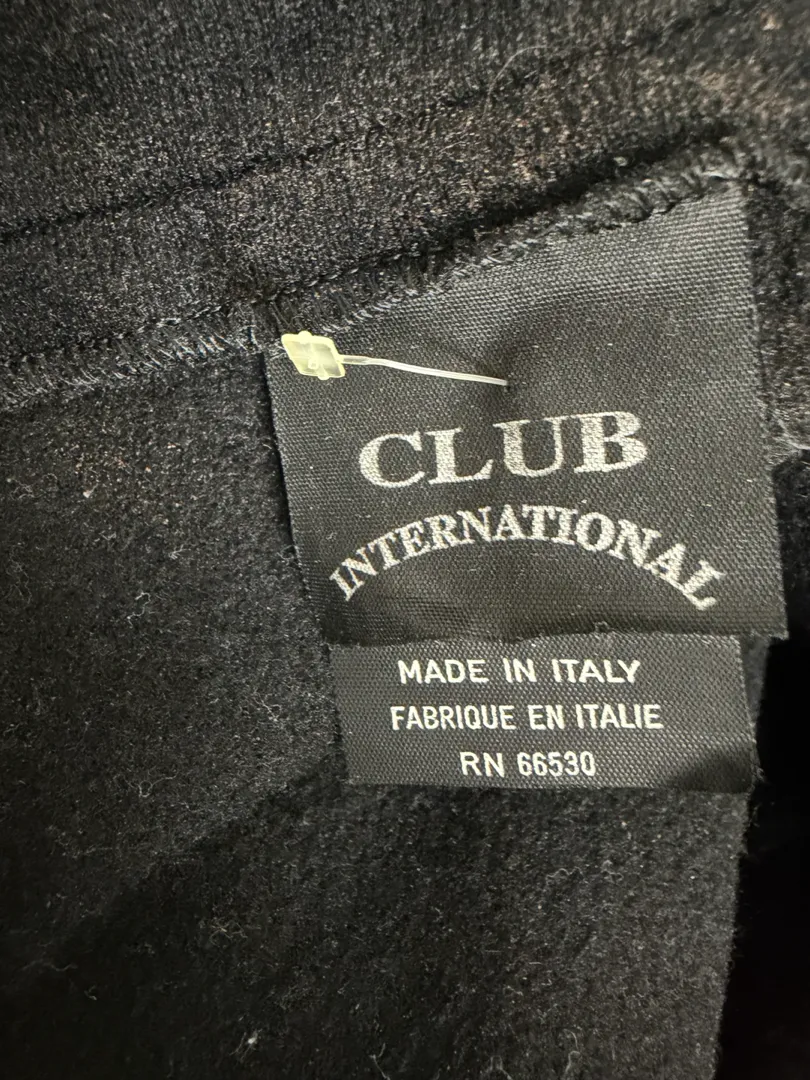 CLUB
INTERNATIONAL
MADE IN ITALY
FABRIQUE EN ITALIE
RN 66530